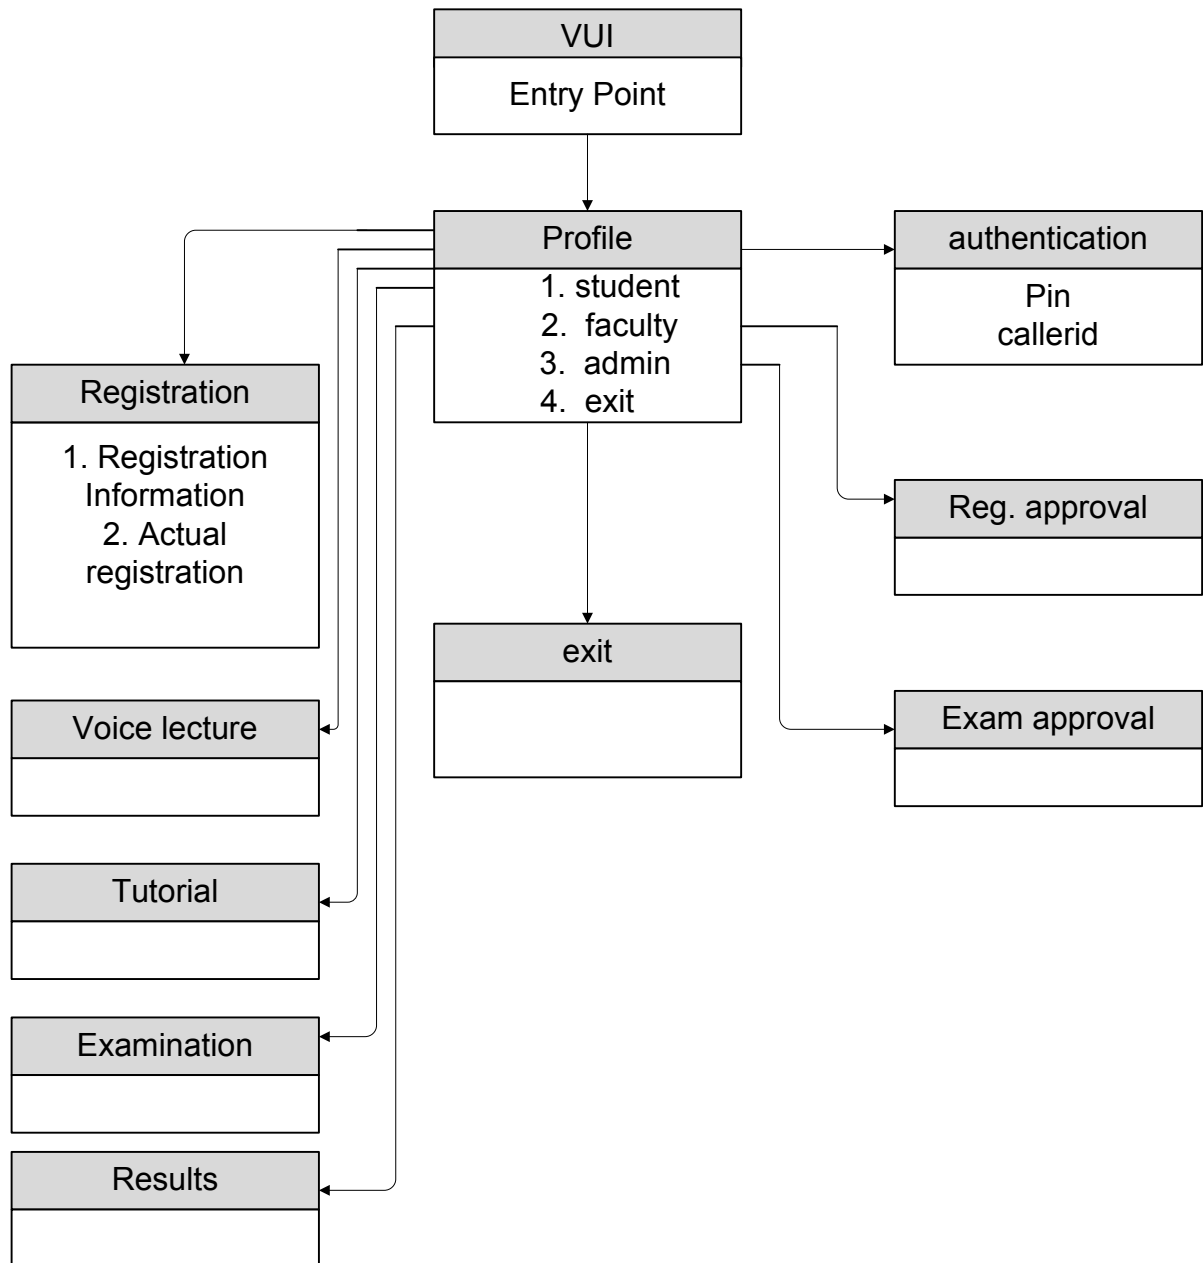 VUI
Entry Point
Profile
1. student
2. faculty
3. admin
4. exit
authentication
Pin
callerid
Registration
1. Registration
Information
2. Actual
registration
Reg. approval
exit
Voice lecture
Exam approval
Tutorial
Examination
Results